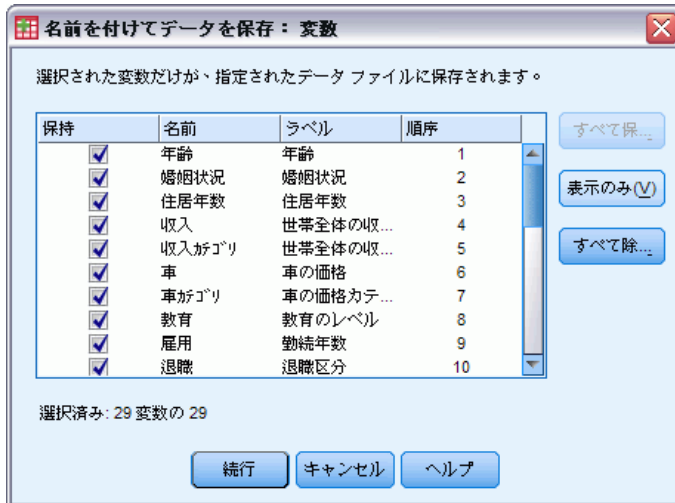 名前を付けてデータを保存： 変数
選択された変数だけが、指定されたデータ ファイルに保存されます。
保持 名前 ラベル 順序
年齢 年齢 1
婚姻状況 婚姻状況 2
住居年数 住居年数 3
収入 世帯全体の収... 4
収入ｶﾃｺﾞﾘ 世帯全体の収... 5
車 車の価格 6
車ｶﾃｺﾞﾘ 車の価格カテ... 7
教育 教育のレベル 8
雇用 勤続年数 9
退職 退職区分 10
すべて保...
表示のみ(V)
すべて除...
選択済み: 29 変数の 29
続行 キャンセル ヘルプ